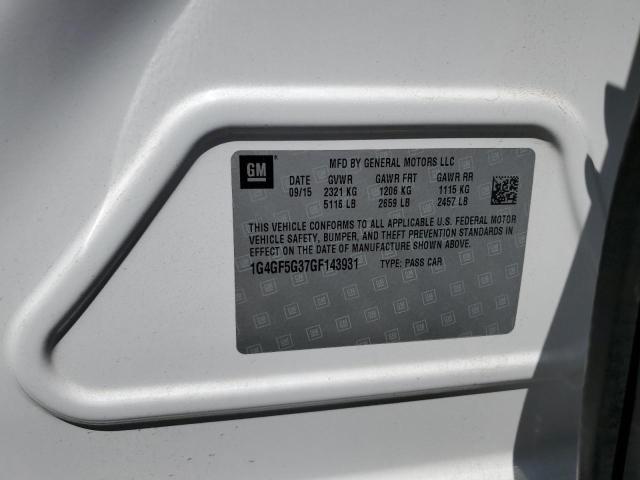 GM
MFD BY GENERAL MOTORS LLC
DATE GVWR GAWR FRT GAWR RR
09/15 2321 KG 1206 KG 1115 KG
5116 LB 2659 LB 2457 LB
THIS VEHICLE CONFORMS TO ALL APPLICABLE U.S. FEDERAL MOTOR
VEHICLE SAFETY, BUMPER, AND THEFT PREVENTION STANDARDS IN
EFFECT ON THE DATE OF MANUFACTURE SHOWN ABOVE.
1G4GF5G37GF143931 TYPE: PASS CAR